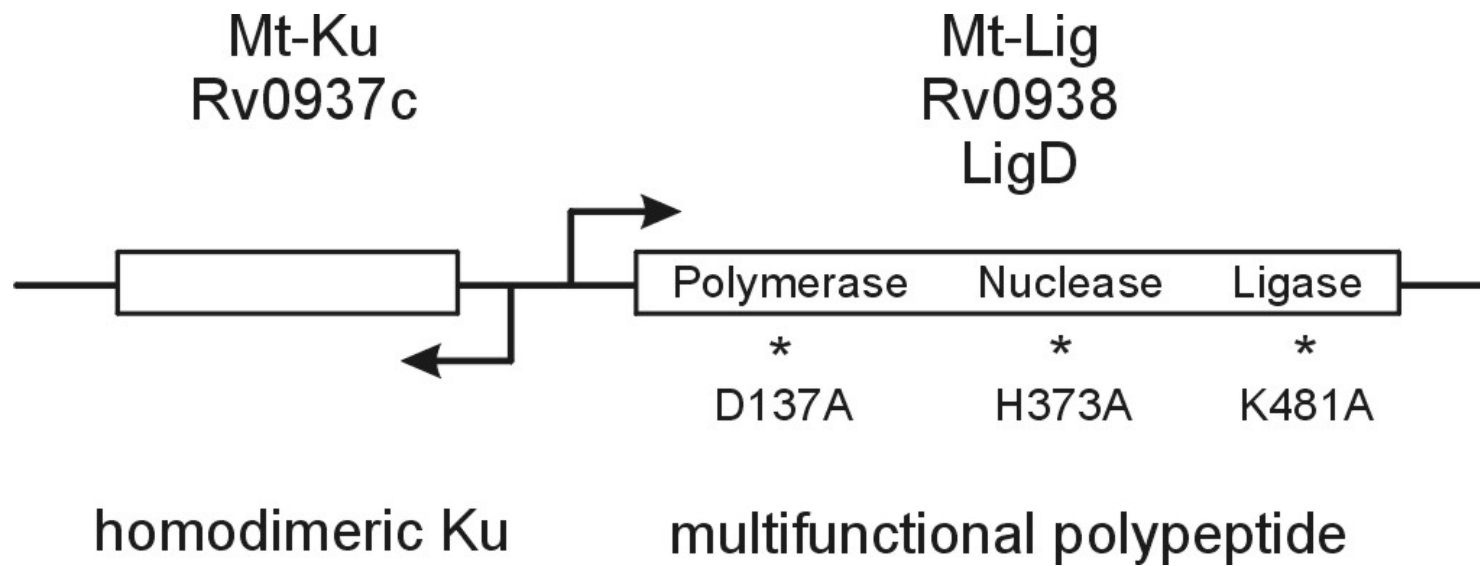 Mt-Ku
Rv0937c
Mt-Lig
Rv0938
LigD
Polymerase Nuclease Ligase
* * *
D137A H373A K481A
homodimeric Ku
multifunctional polypeptide